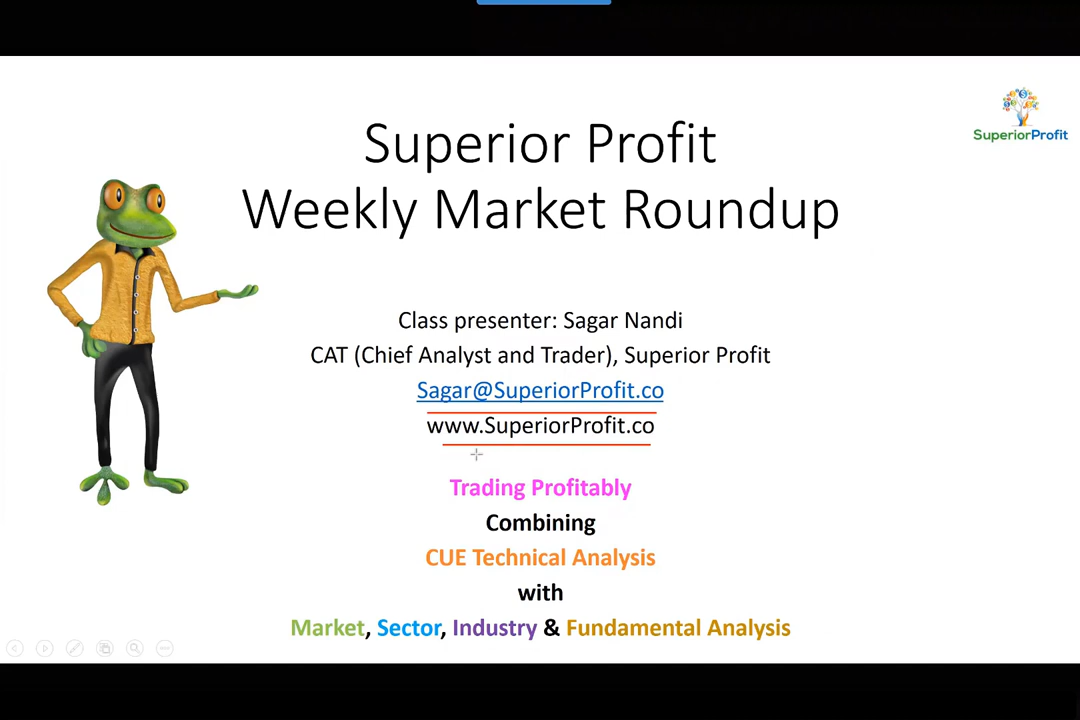 Superior Profit
Weekly Market Roundup
SuperiorProfit
Class presenter: Sagar Nandi
CAT (Chief Analyst and Trader), Superior Profit
Sagar@SuperiorProfit.co
www.SuperiorProfit.co
Trading Profitably
Combining
CUE Technical Analysis
with
Market, Sector, Industry & Fundamental Analysis